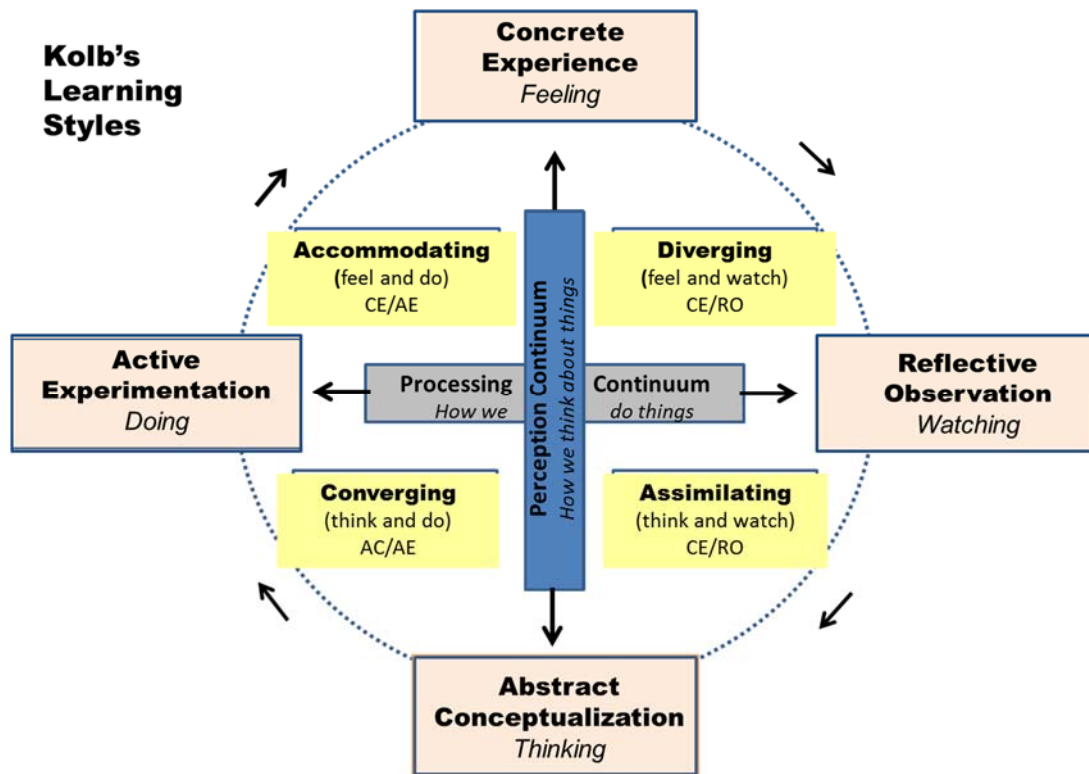 Kolb's
Learning
Styles
Concrete
Experience
Feeling
Accommodating
(feel and do)
CE/AE
Diverging
(feel and watch)
CE/RO
Active
Experimentation
Doing
Processing
How we
Perception Continuum
How we think about things
Continuum
do things
Reflective
Observation
Watching
Converging
(think and do)
AC/AE
Assimilating
(think and watch)
CE/RO
Abstract
Conceptualization
Thinking